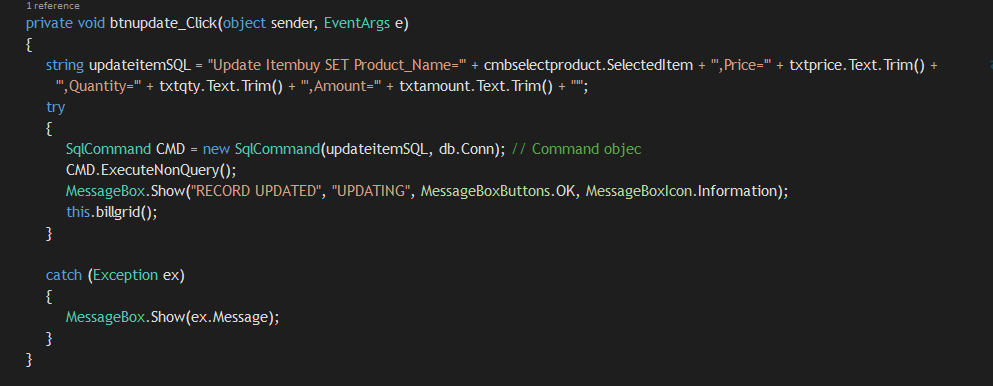 1 reference
private void btnupdate_Click(object sender, EventArgs e)
{
string updateitemSQL = "Update Itembuy SET Product_Name='" + cmbselectproduct.SelectedItem + "',Price='" + txtprice.Text.Trim() +
"',Quantity='" + txtqty.Text.Trim() + "',Amount='" + txtamount.Text.Trim() + "'";
try
{
SqlCommand CMD = new SqlCommand(updateitemSQL, db.Conn); // Command objec
CMD.ExecuteNonQuery();
MessageBox.Show("RECORD UPDATED", "UPDATING", MessageBoxButtons.OK, MessageBoxIcon.Information);
this.billgrid();
}
catch (Exception ex)
{
MessageBox.Show(ex.Message);
}
}